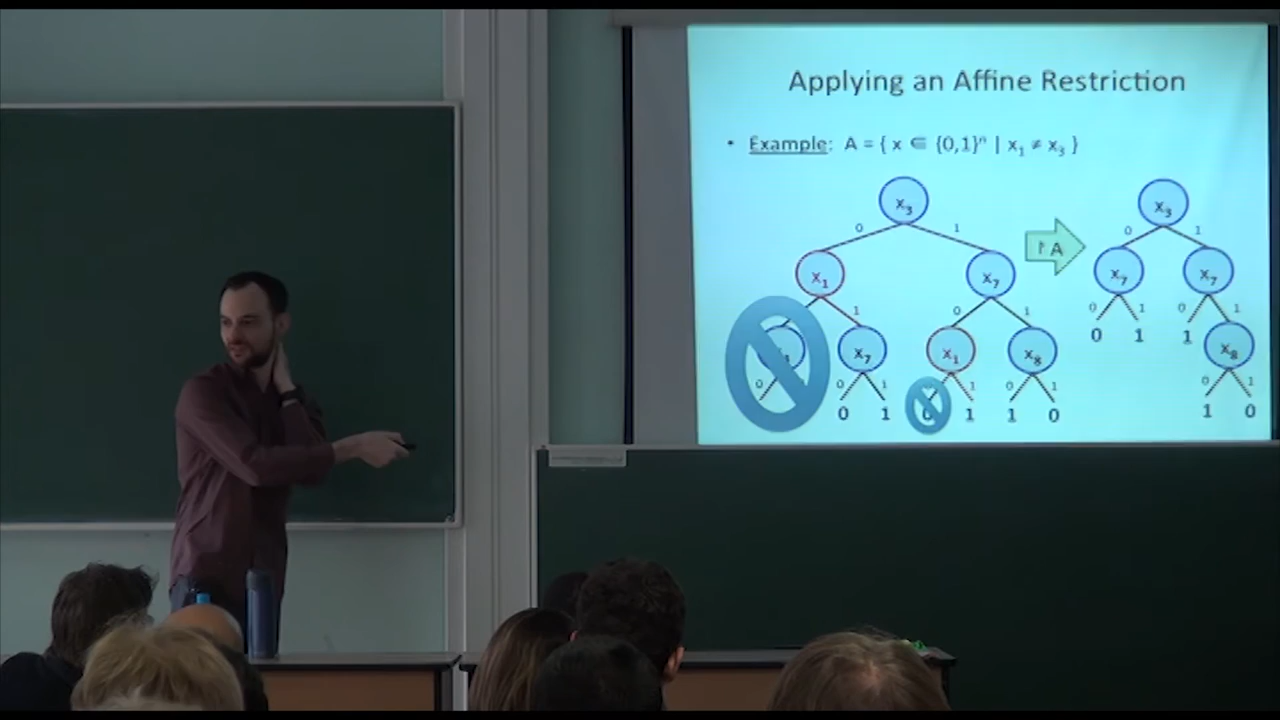 Applying an Affine Restriction
• Example: A = { x ∈ {0,1}ⁿ | x₁ ≠ x₃ }
x₃ x₃
0 1 0 1
↾ A
x₁ x₇ x₇ x₇
1 0 1 0 1 0 1
0 1 1
x₇ x₁ x₈ x₈
0 0 1 1 0 1 0 1
0 1 1 1 0 1 0